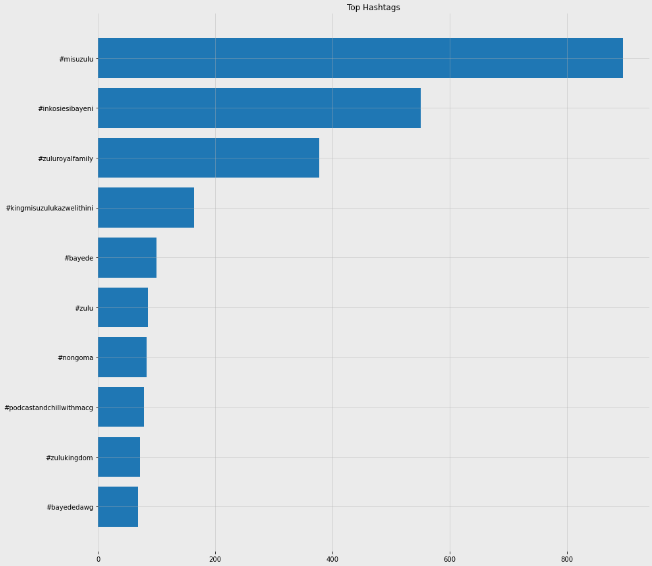 Top Hashtags
#misuzulu
#inkosiesibayeni
#zuluroyalfamily
#kingmisuzulukazwelithini
#bayede
#zulu
#nongoma
#podcastandchillwithmacg
#zulukingdom
#bayededawg
0 200 400 600 800